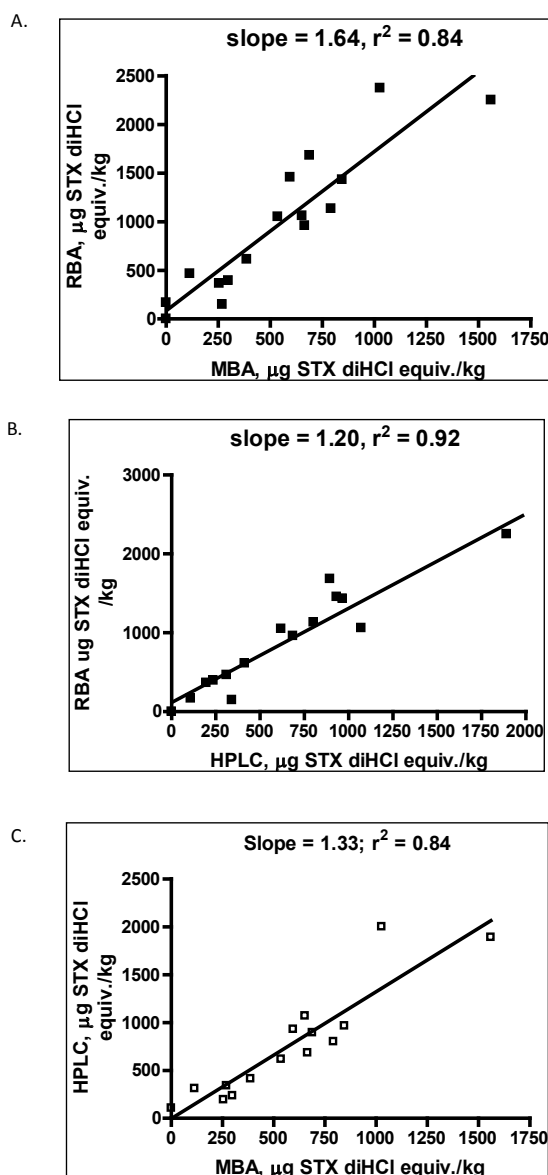 A.
slope = 1.64, r² = 0.84
RBA, μg STX diHCl
equiv./kg
2500
2000
1500
1000
500
0
0 250 500 750 1000 1250 1500 1750
MBA, μg STX diHCl equiv./kg
B.
slope = 1.20, r² = 0.92
RBA ug STX diHCl equiv.
/kg
3000
2000
1000
0
0 250 500 750 1000 1250 1500 1750 2000
HPLC, μg STX diHCl equiv./kg
C.
Slope = 1.33; r² = 0.84
HPLC, μg STX diHCl
equiv./kg
2500
2000
1500
1000
500
0
0 250 500 750 1000 1250 1500 1750
MBA, μg STX diHCl equiv./kg